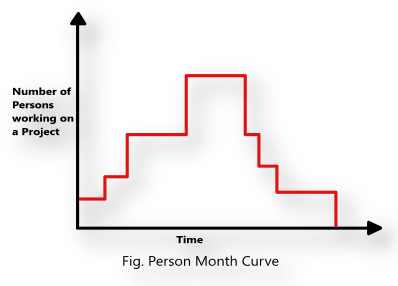 Number of
Persons
working on
a Project
Time
Fig. Person Month Curve